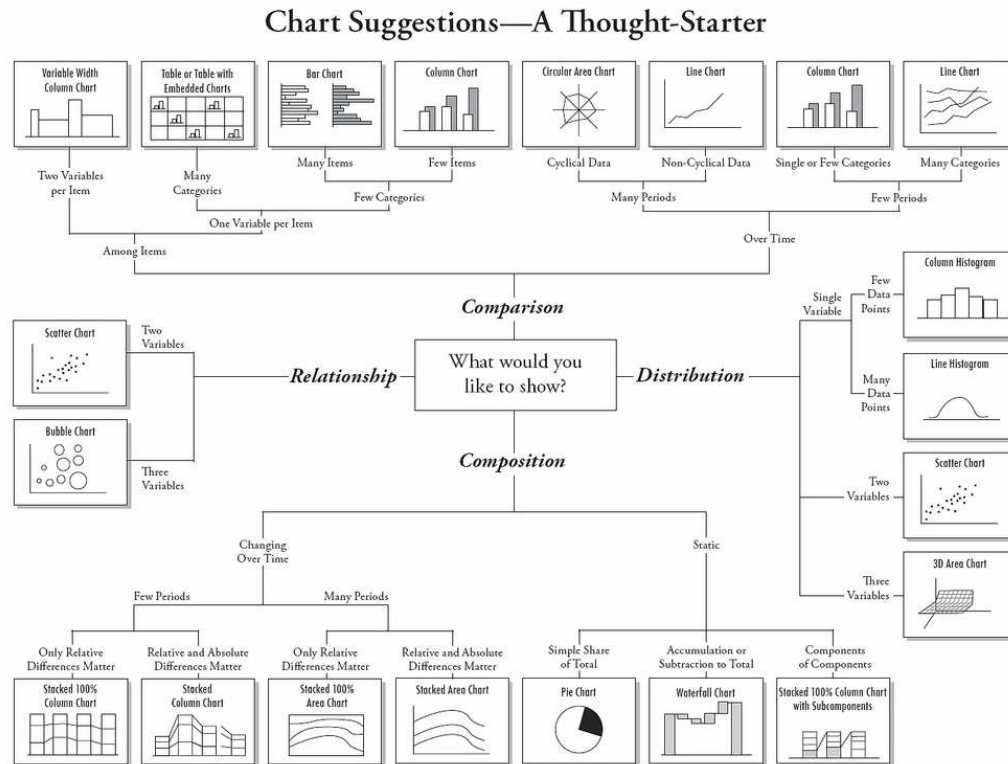 Chart Suggestions—A Thought-Starter
Variable Width
Column Chart
Table or Table with
Embedded Charts
Bar Chart
Column Chart
Circular Area Chart
Line Chart
Column Chart
Line Chart
Two Variables
per Item
Many
Categories
Many Items
Few Items
Cyclical Data
Non-Cyclical Data
Single or Few Categories
Many Categories
Few Categories
Many Periods
Few Periods
One Variable per Item
Among Items
Over Time
Comparison
What would you
like to show?
Relationship
Two
Variables
Scatter Chart
Three
Variables
Bubble Chart
Distribution
Single
Variable
Few
Data
Points
Column Histogram
Many
Data
Points
Line Histogram
Two
Variables
Scatter Chart
Three
Variables
3D Area Chart
Composition
Changing
Over Time
Static
Few Periods
Many Periods
Only Relative
Differences Matter
Relative and Absolute
Differences Matter
Only Relative
Differences Matter
Relative and Absolute
Differences Matter
Simple Share
of Total
Accumulation or
Subtraction to Total
Components
of Components
Stacked 100%
Column Chart
Stacked
Column Chart
Stacked 100%
Area Chart
Stacked Area Chart
Pie Chart
Waterfall Chart
Stacked 100% Column Chart
with Subcomponents